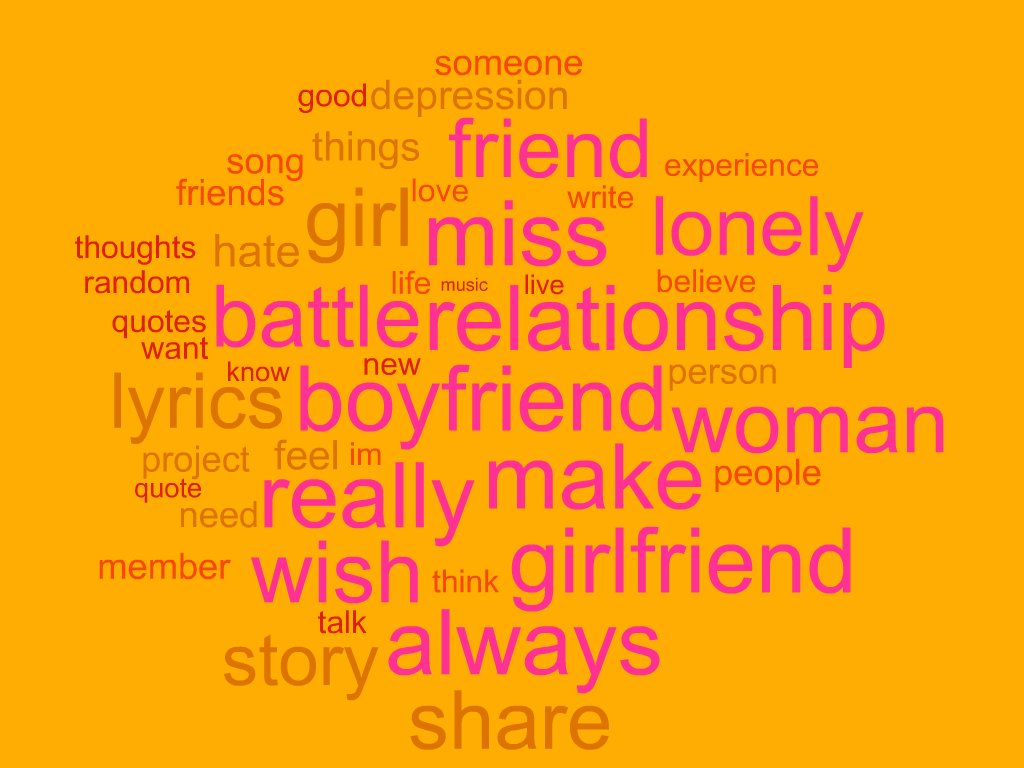 someone
good depression
things friend
song experience
friends love write
girl miss lonely
thoughts hate
random life music live believe
quotes battle relationship
want
know new person
lyrics boyfriend woman
project feel im make people
quote really
need
member wish think girlfriend
talk always
story
share